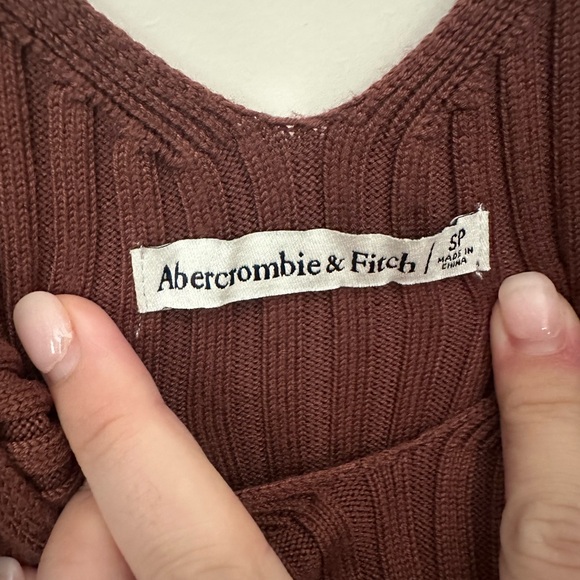 Abercrombie & Fitch / SP
MADE IN
CHINA